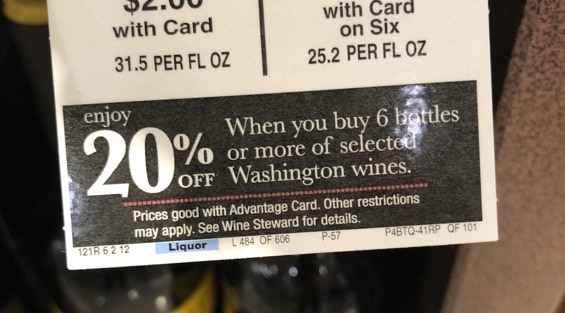 $2.00
with Card
31.5 PER FL OZ
with Card
on Six
25.2 PER FL OZ
enjoy
20% OFF
When you buy 6 bottles
or more of selected
Washington wines.
Prices good with Advantage Card. Other restrictions
may apply. See Wine Steward for details.
121R 6 2 12 Liquor L 484 OF 606 P-57 P4BTQ-41RP QF 101